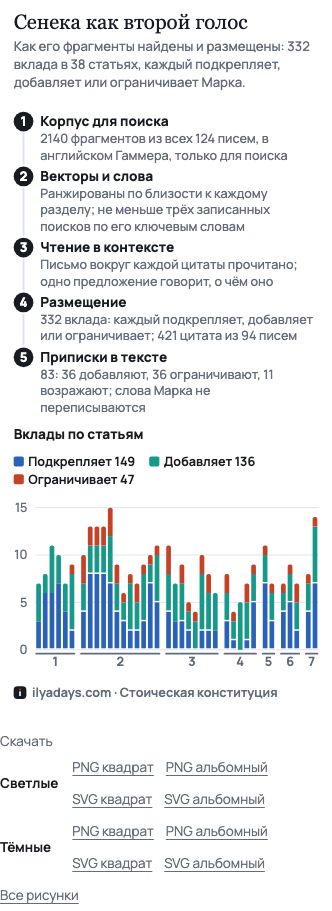 Сенека как второй голос
Как его фрагменты найдены и размещены: 332
вклада в 38 статьях, каждый подкрепляет,
добавляет или ограничивает Марка.
1 Корпус для поиска
2140 фрагментов из всех 124 писем, в
английском Гаммера, только для поиска
2 Векторы и слова
Ранжированы по близости к каждому
разделу; не меньше трёх записанных
поисков по его ключевым словам
3 Чтение в контексте
Письмо вокруг каждой цитаты прочитано;
одно предложение говорит, о чём оно
4 Размещение
332 вклада: каждый подкрепляет, добавляет
или ограничивает; 421 цитата из 94 писем
5 Приписки в тексте
83: 36 добавляют, 36 ограничивают, 11
возражают; слова Марка не
переписываются
Вклады по статьям
Подкрепляет 149 Добавляет 136
Ограничивает 47
15
10
5
0
1 2 3 4 5 6 7
i ilyadays.com · Стоическая конституция
Скачать
Светлые
PNG квадрат PNG альбомный
SVG квадрат SVG альбомный
Тёмные
PNG квадрат PNG альбомный
SVG квадрат SVG альбомный
Все рисунки